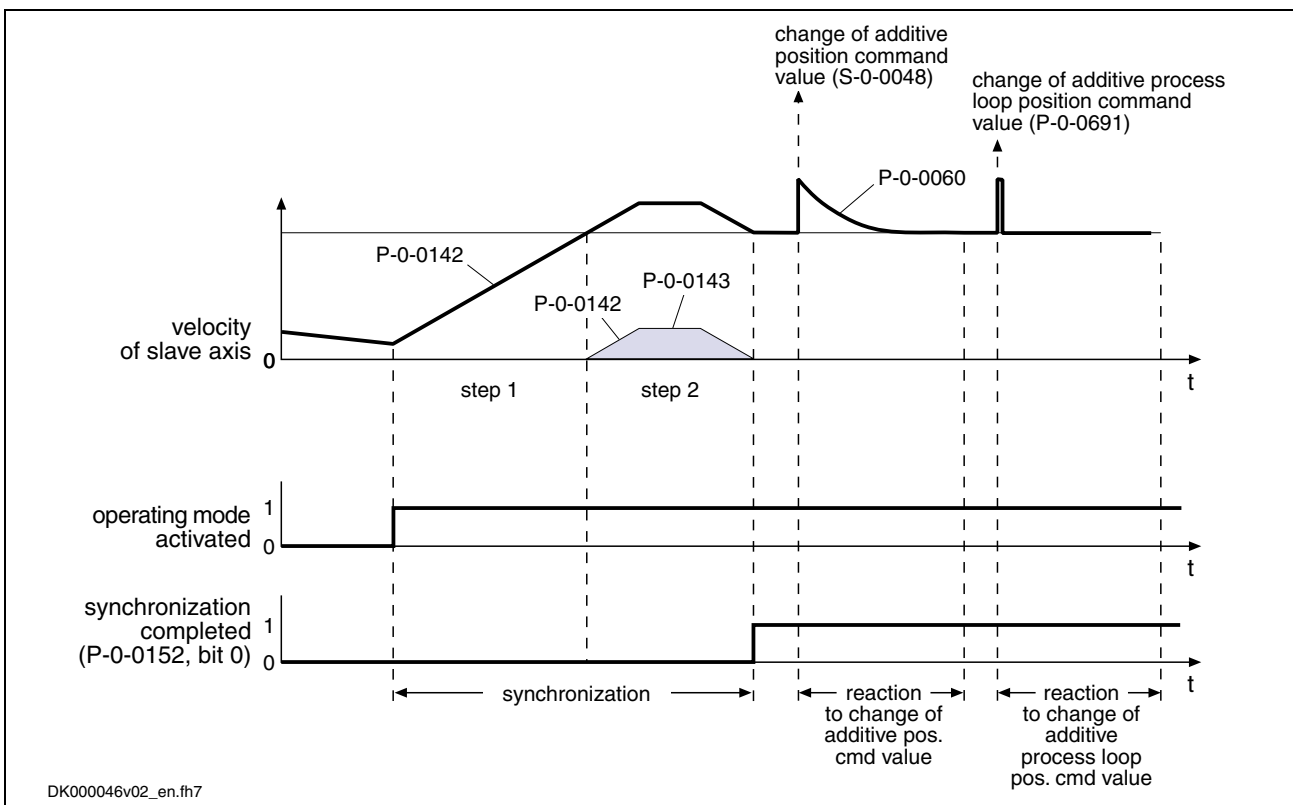 change of additive
position command
value (S-0-0048)
change of additive process
loop position command
value (P-0-0691)
P-0-0060
P-0-0142
P-0-0143
P-0-0142
velocity
of slave axis
0
step 1
step 2
t
operating mode
activated
1
0
t
synchronization
completed
(P-0-0152, bit 0)
1
0
t
synchronization
reaction
to change of
additive pos.
cmd value
reaction
to change of
additive
process loop
pos. cmd value
DK000046v02_en.fh7